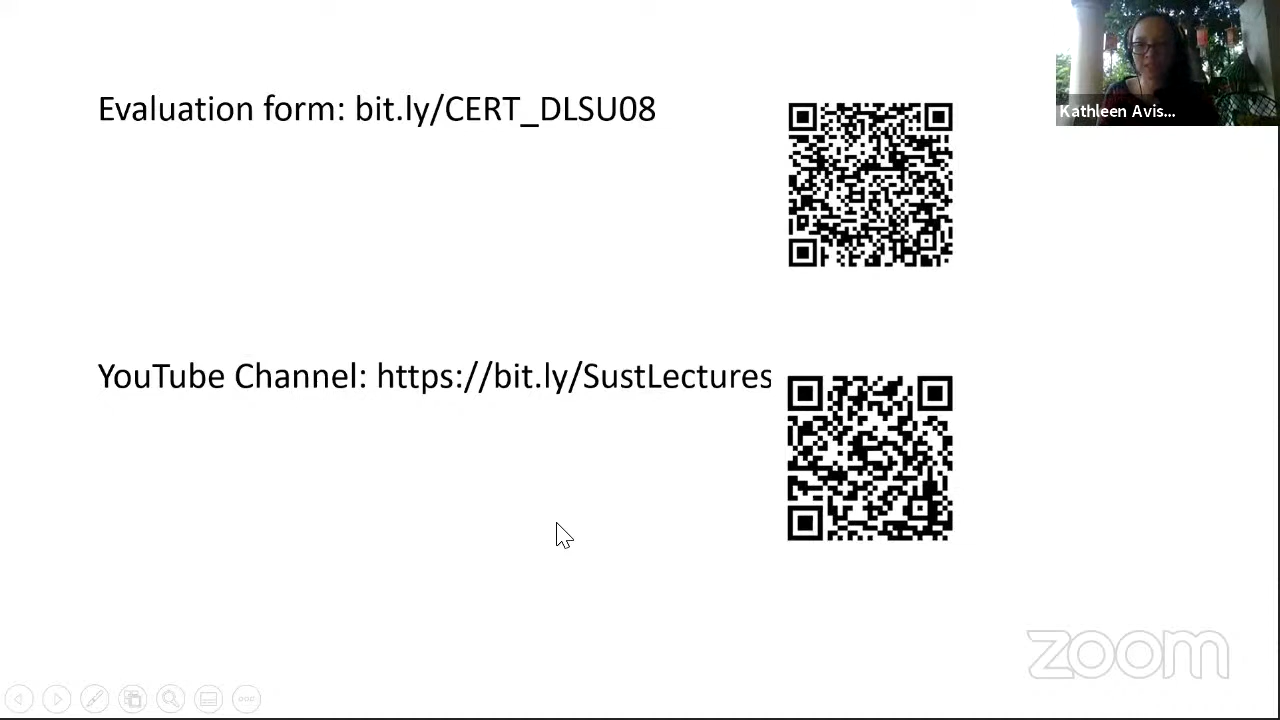 Evaluation form: bit.ly/CERT_DLSU08
Kathleen Avis...
YouTube Channel: https://bit.ly/SustLectures
zoom